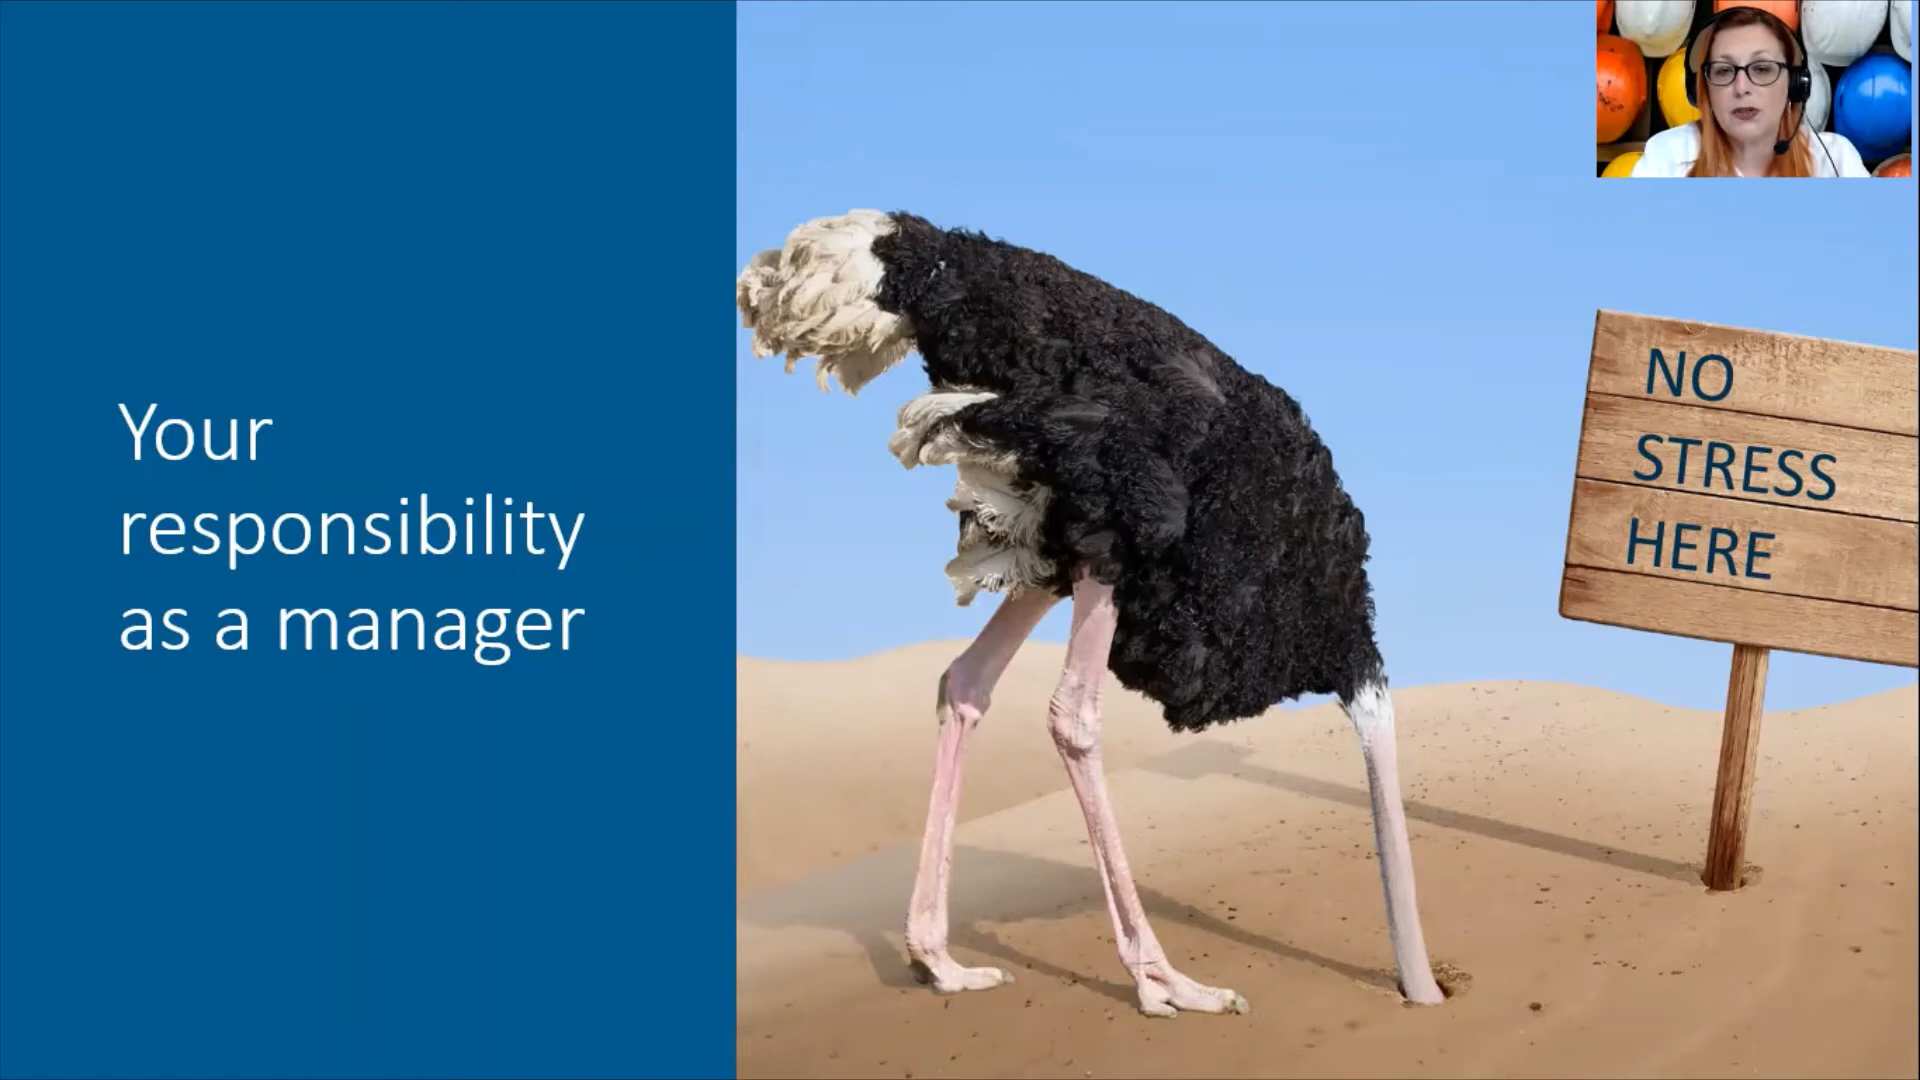 Your
responsibility
as a manager
NO
STRESS
HERE